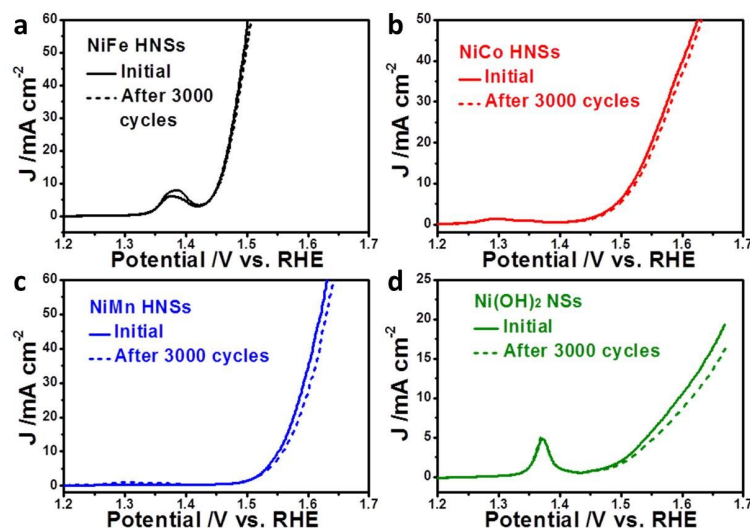 a
NiFe HNSs
Initial
After 3000
cycles
J /mA cm-2
60
50
40
30
20
10
0
1.2 1.3 1.4 1.5 1.6 1.7
Potential /V vs. RHE
b
NiCo HNSs
Initial
After 3000 cycles
J /mA cm-2
50
40
30
20
10
0
1.2 1.3 1.4 1.5 1.6 1.7
Potential /V vs. RHE
c
NiMn HNSs
Initial
After 3000 cycles
J /mA cm-2
60
50
40
30
20
10
0
1.2 1.3 1.4 1.5 1.6 1.7
Potential /V vs. RHE
d
Ni(OH)₂ NSs
Initial
After 3000 cycles
J /mA cm-2
25
20
15
10
5
0
1.2 1.3 1.4 1.5 1.6 1.7
Potential /V vs. RHE